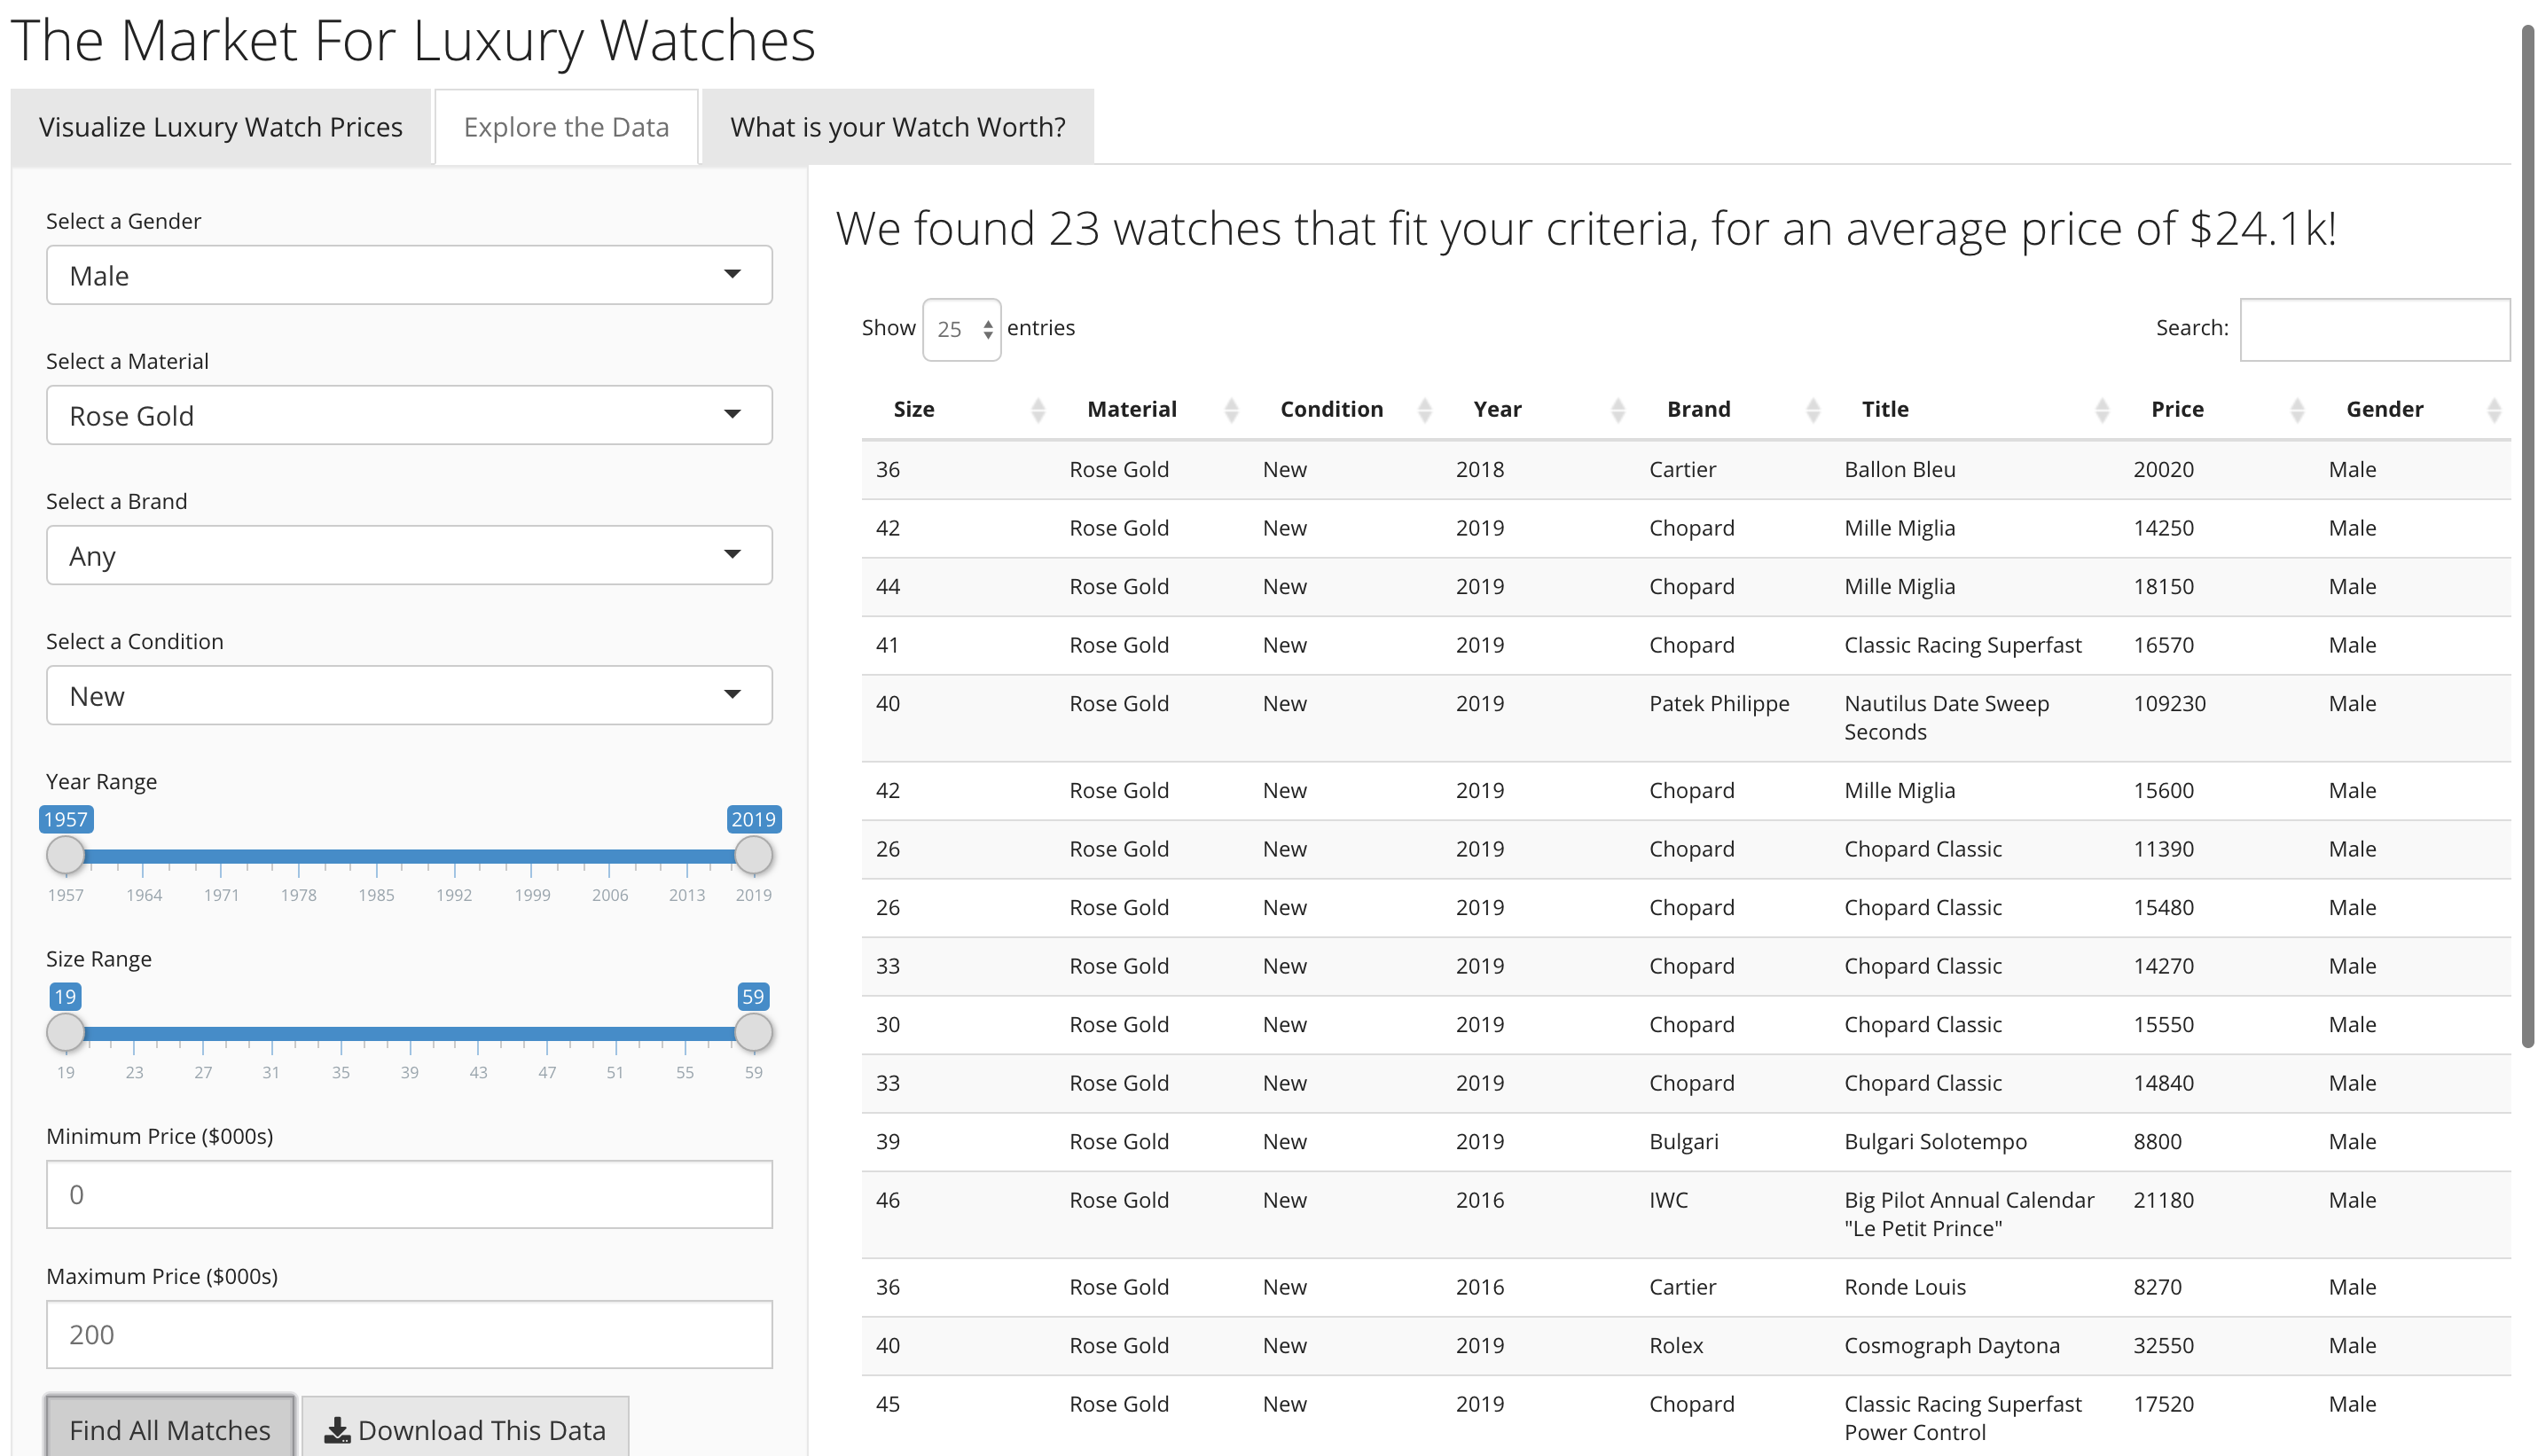 The Market For Luxury Watches
Visualize Luxury Watch Prices Explore the Data What is your Watch Worth?
Select a Gender
Male
Select a Material
Rose Gold
Select a Brand
Any
Select a Condition
New
Year Range
1957 2019
1957 1964 1971 1978 1985 1992 1999 2006 2013 2019
Size Range
19 59
19 23 27 31 35 39 43 47 51 55 59
Minimum Price ($000s)
0
Maximum Price ($000s)
200
Find All Matches Download This Data
We found 23 watches that fit your criteria, for an average price of $24.1k!
Show 25 entries Search:
Size Material Condition Year Brand Title Price Gender
36 Rose Gold New 2018 Cartier Ballon Bleu 20020 Male
42 Rose Gold New 2019 Chopard Mille Miglia 14250 Male
44 Rose Gold New 2019 Chopard Mille Miglia 18150 Male
41 Rose Gold New 2019 Chopard Classic Racing Superfast 16570 Male
40 Rose Gold New 2019 Patek Philippe Nautilus Date Sweep 109230 Male
Seconds
42 Rose Gold New 2019 Chopard Mille Miglia 15600 Male
26 Rose Gold New 2019 Chopard Chopard Classic 11390 Male
26 Rose Gold New 2019 Chopard Chopard Classic 15480 Male
33 Rose Gold New 2019 Chopard Chopard Classic 14270 Male
30 Rose Gold New 2019 Chopard Chopard Classic 15550 Male
33 Rose Gold New 2019 Chopard Chopard Classic 14840 Male
39 Rose Gold New 2019 Bulgari Bulgari Solotempo 8800 Male
46 Rose Gold New 2016 IWC Big Pilot Annual Calendar 21180 Male
"Le Petit Prince"
36 Rose Gold New 2016 Cartier Ronde Louis 8270 Male
40 Rose Gold New 2019 Rolex Cosmograph Daytona 32550 Male
45 Rose Gold New 2019 Chopard Classic Racing Superfast 17520 Male
Power Control